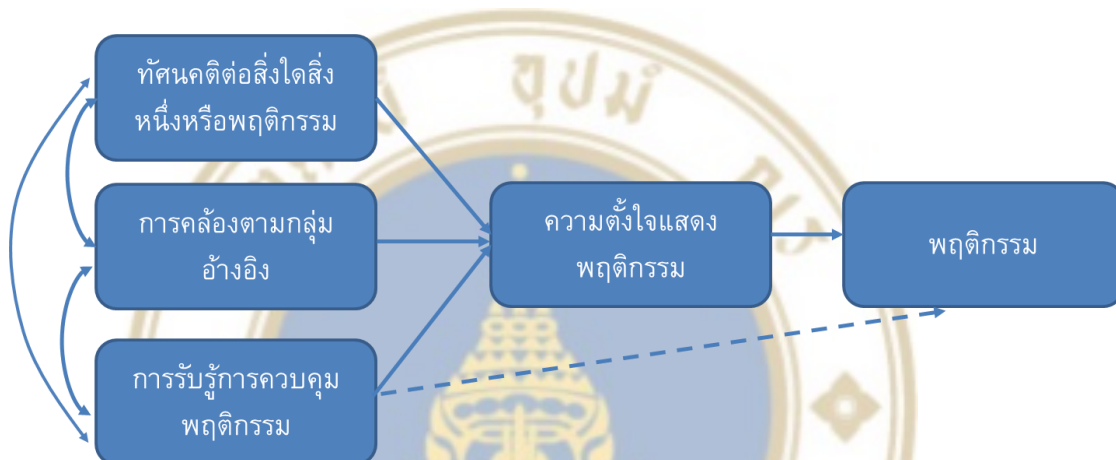 ทัศนคติต่อสิ่งใดสิ่ง
หนึ่งหรือพฤติกรรม
การคล้องตามกลุ่ม
อ้างอิง
การรับรู้การควบคุม
พฤติกรรม
ความตั้งใจแสดง
พฤติกรรม
พฤติกรรม
อุปมํ